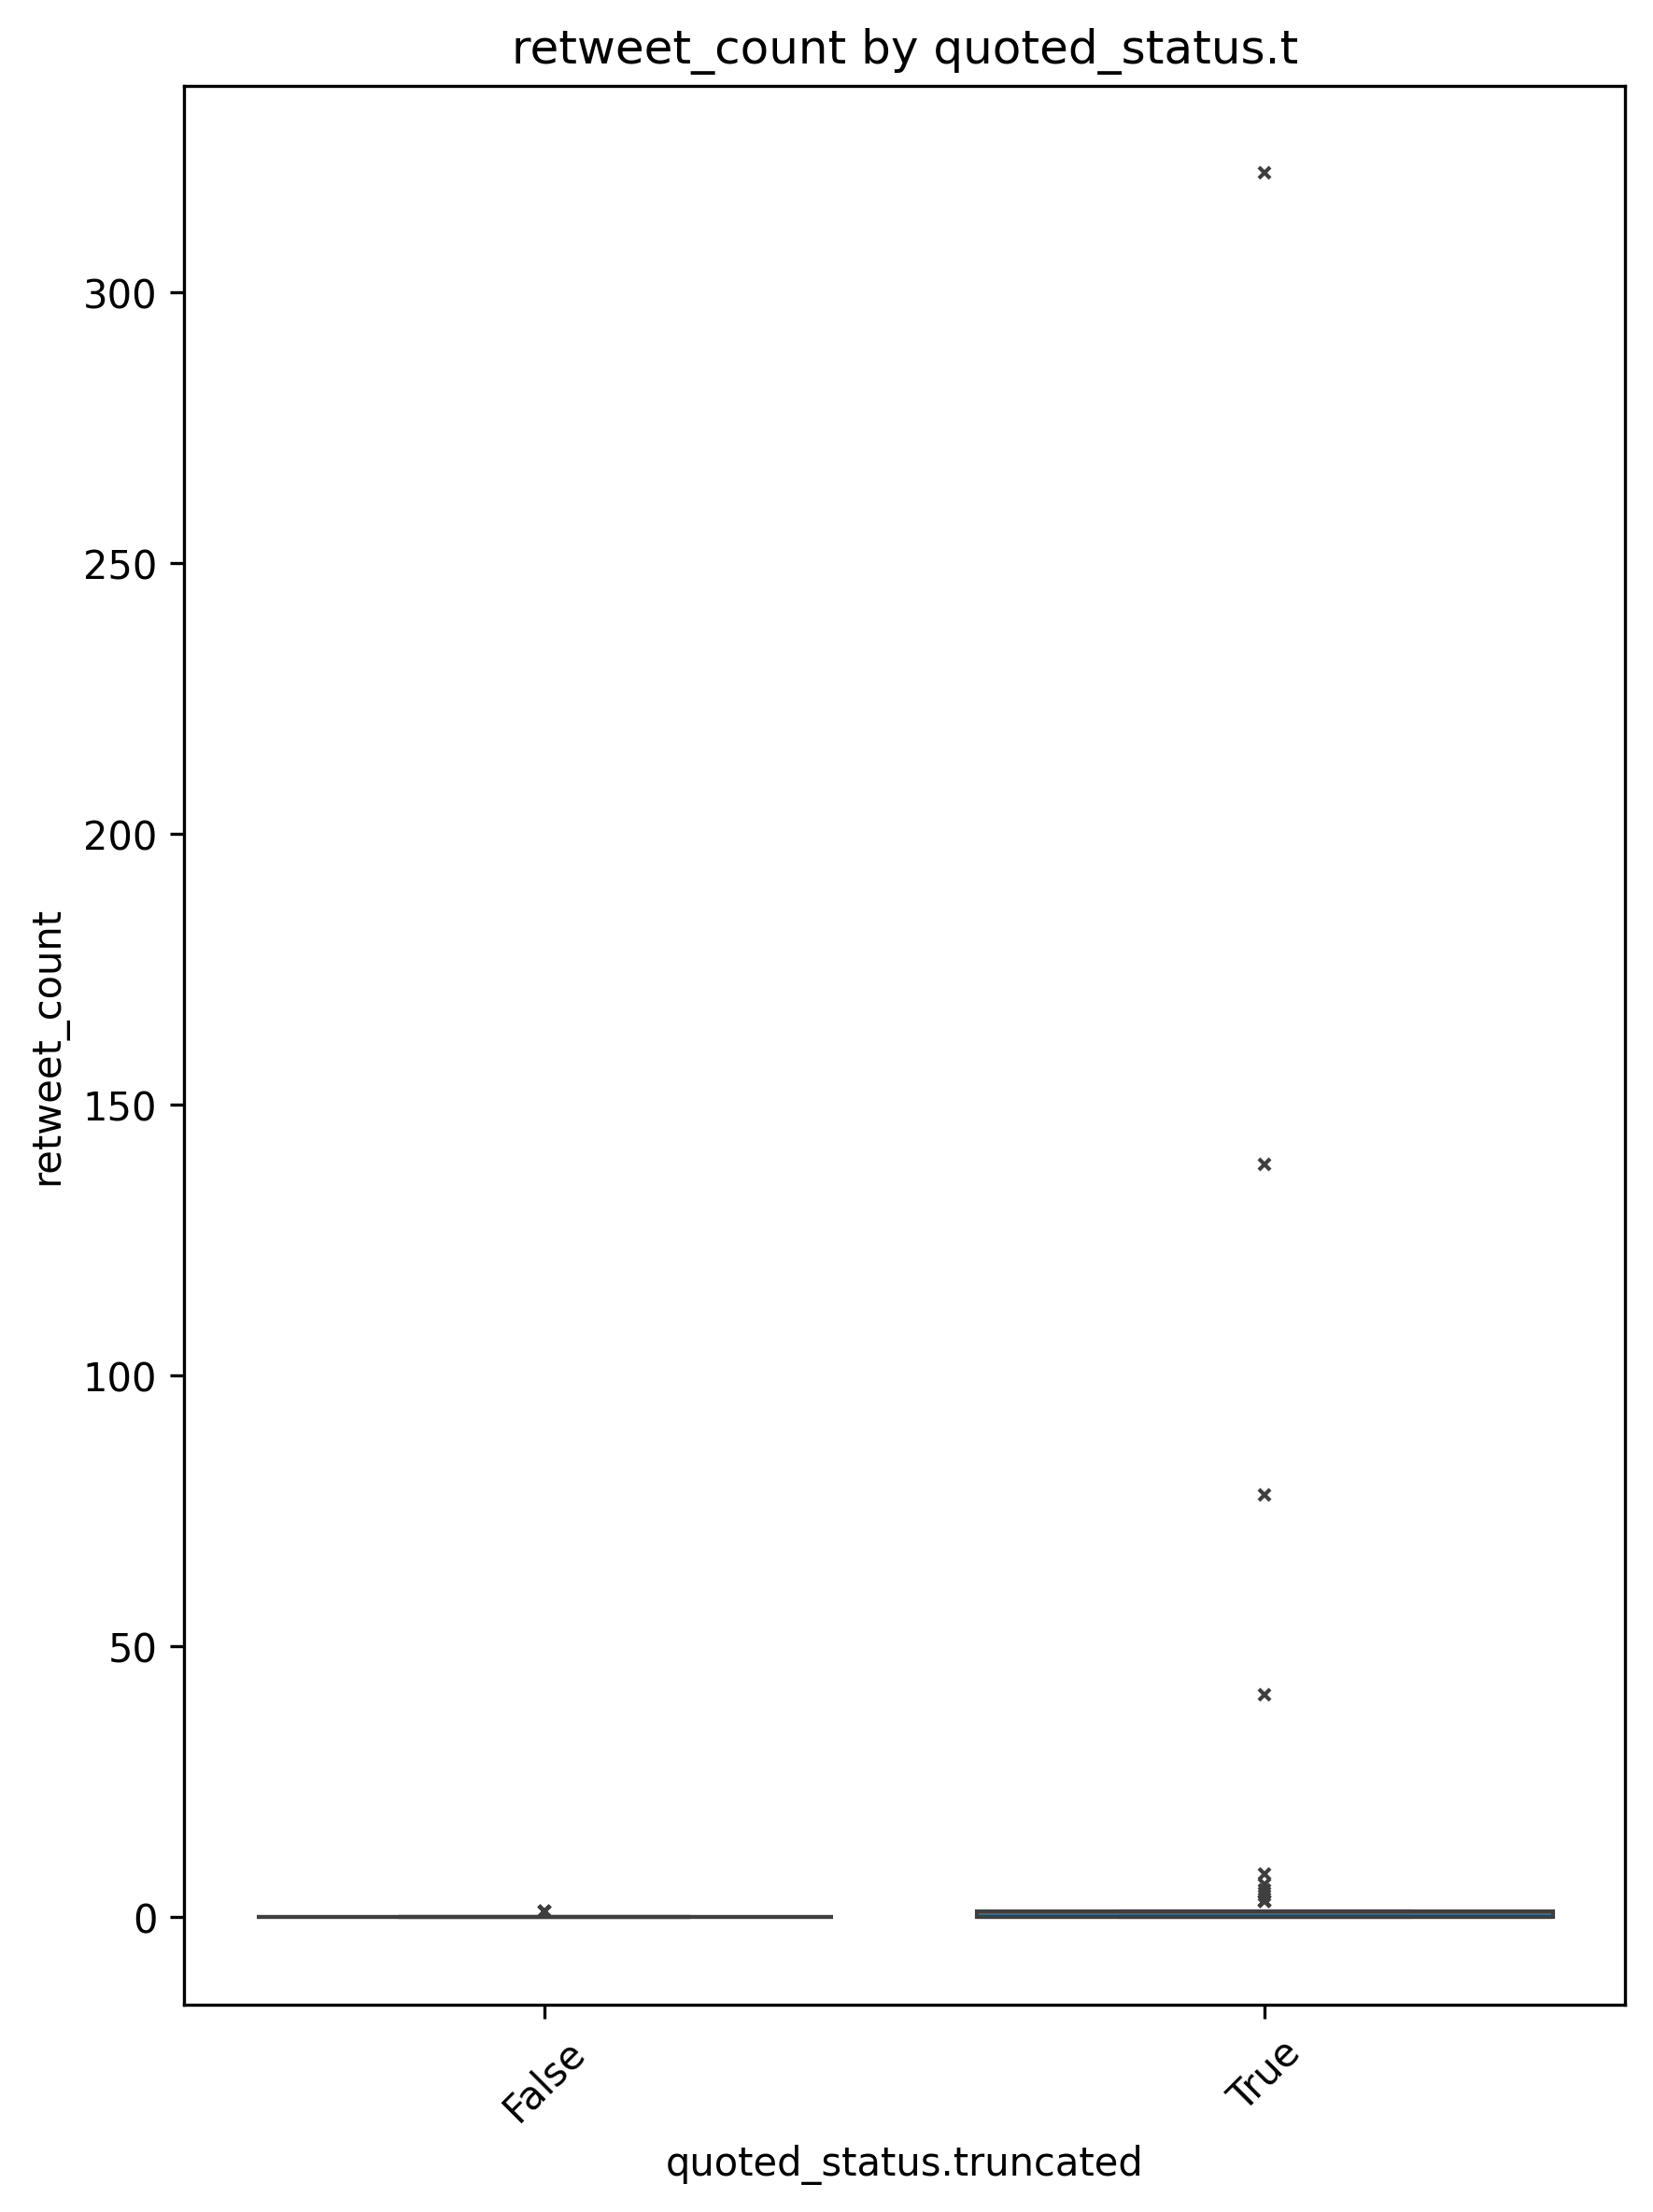 retweet_count by quoted_status.t
300
250
200
150
100
50
0
retweet_count
False
True
quoted_status.truncated